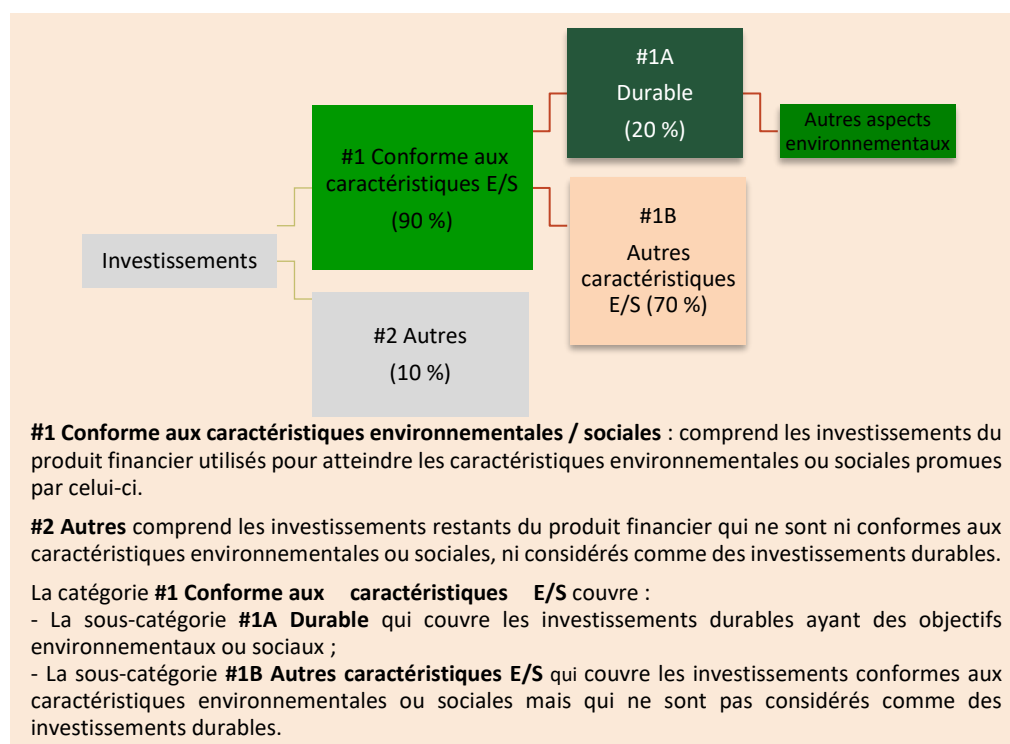 #1A
Durable
(20 %)
Autres aspects
environnementaux
#1 Conforme aux
caractéristiques E/S
(90 %)
#1B
Autres
caractéristiques
E/S (70 %)
Investissements
#2 Autres
(10 %)
#1 Conforme aux caractéristiques environnementales / sociales : comprend les investissements du
produit financier utilisés pour atteindre les caractéristiques environnementales ou sociales promues
par celui-ci.
#2 Autres comprend les investissements restants du produit financier qui ne sont ni conformes aux
caractéristiques environnementales ou sociales, ni considérés comme des investissements durables.
La catégorie #1 Conforme aux caractéristiques E/S couvre :
- La sous-catégorie #1A Durable qui couvre les investissements durables ayant des objectifs
environnementaux ou sociaux ;
- La sous-catégorie #1B Autres caractéristiques E/S qui couvre les investissements conformes aux
caractéristiques environnementales ou sociales mais qui ne sont pas considérés comme des
investissements durables.